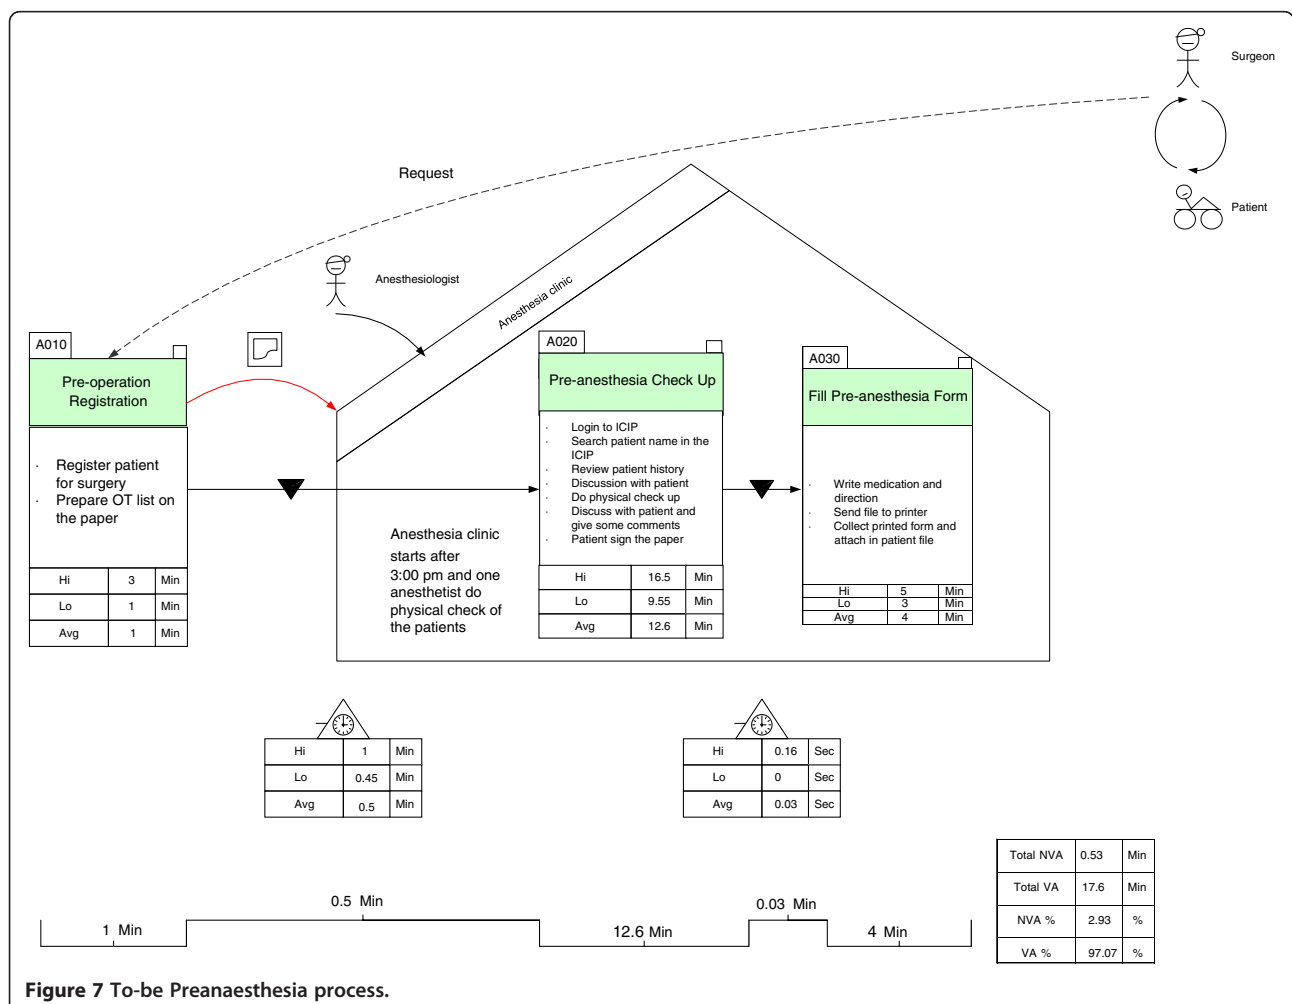 Surgeon
Request
Patient
Anesthesiologist
Anesthesia clinic
A010
Pre-operation
Registration
· Register patient
for surgery
· Prepare OT list on
the paper
Hi 3 Min
Lo 1 Min
Avg 1 Min
Anesthesia clinic
starts after
3:00 pm and one
anesthetist do
physical check of
the patients
A020
Pre-anesthesia Check Up
· Login to ICIP
· Search patient name in the
ICIP
· Review patient history
· Discussion with patient
· Do physical check up
· Discuss with patient and
give some comments
· Patient sign the paper
Hi 16.5 Min
Lo 9.55 Min
Avg 12.6 Min
A030
Fill Pre-anesthesia Form
· Write medication and
direction
· Send file to printer
· Collect printed form and
attach in patient file
Hi 5 Min
Lo 3 Min
Avg 4 Min
Hi 1 Min
Lo 0.45 Min
Avg 0.5 Min
Hi 0.16 Sec
Lo 0 Sec
Avg 0.03 Sec
1 Min
0.5 Min
12.6 Min
0.03 Min
4 Min
Total NVA 0.53 Min
Total VA 17.6 Min
NVA % 2.93 %
VA % 97.07 %
Figure 7 To-be Preanaesthesia process.